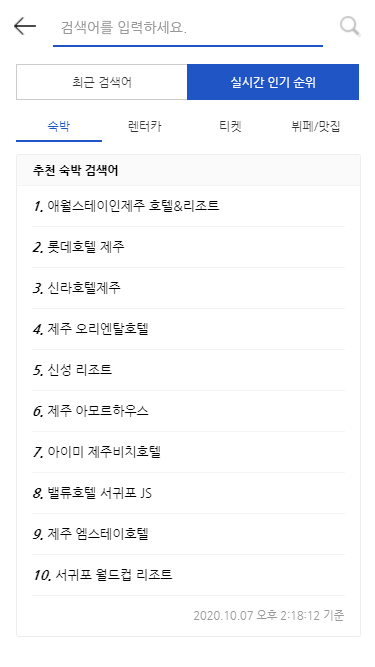 검색어를 입력하세요.
최근 검색어
실시간 인기 순위
숙박 렌터카 티켓 뷔페/맛집
추천 숙박 검색어
1. 애월스테이인제주 호텔&리조트
2. 롯데호텔 제주
3. 신라호텔제주
4. 제주 오리엔탈호텔
5. 신성 리조트
6. 제주 아모르하우스
7. 아이미 제주비치호텔
8. 밸류호텔 서귀포 JS
9. 제주 엠스테이호텔
10. 서귀포 월드컵 리조트
2020.10.07 오후 2:18:12 기준